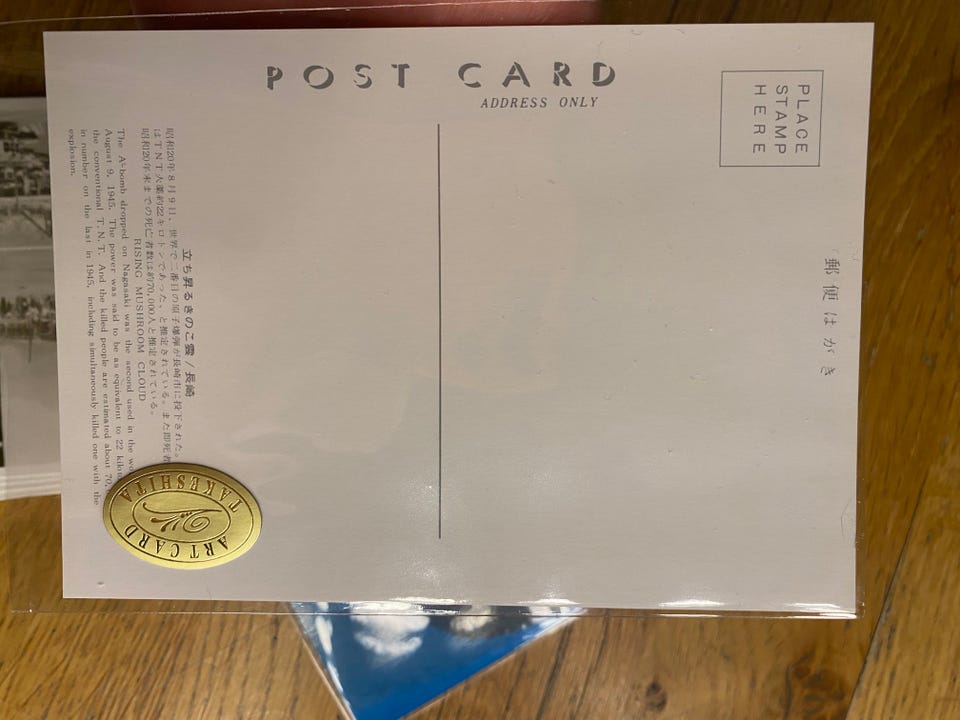 POST CARD
ADDRESS ONLY
PLACE
STAMP
HERE
郵便はがき
立ち昇るきのこ雲/長崎
昭和20年8月9日、世界で二番目の原子爆弾が長崎市に投下された。
はTNT火薬約22キロトンであった、と推定されている。また即死者
昭和20年末までの死亡者数は約70,000人と推定されている。
RISING MUSHROOM CLOUD
The A-bomb dropped on Nagasaki was the second used in the
August 9, 1945. The power was said to be as equivalent to 22
the conventional T.N.T. And the killed people are estimated about 70,
in number on the last in 1945, including simultaneously killed one with the
explosion.
ART CARD
TAKESHITA